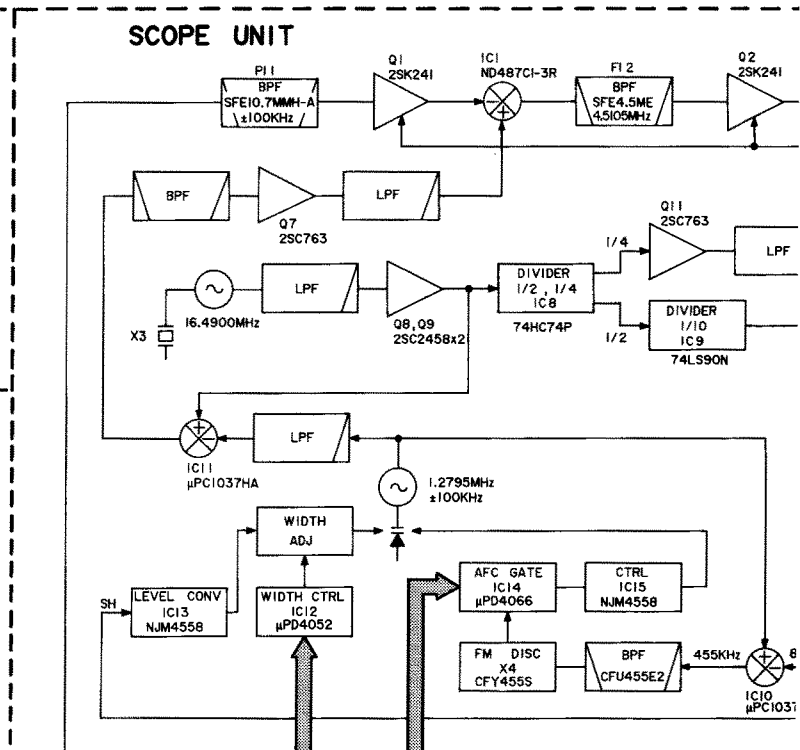 SCOPE UNIT
PI1
BPF
SFE10.7MMH-A
±100KHz
Q1
2SK241
IC1
ND487C1-3R
FI2
BPF
SFE4.5ME
4.5105MHz
Q2
2SK241
BPF
Q7
2SC763
LPF
Q11
2SC763
LPF
X3
16.4900MHz
LPF
Q8,Q9
2SC2458x2
DIVIDER
1/2 , 1/4
IC8
74HC74P
1/4
1/2
DIVIDER
1/10
IC9
74LS90N
IC11
μPC1037HA
LPF
1.2795MHz
±100KHz
WIDTH
ADJ
SH
LEVEL CONV
IC13
NJM4558
WIDTH CTRL
IC12
μPD4052
AFC GATE
IC14
μPD4066
CTRL
IC15
NJM4558
FM DISC
X4
CFY455S
BPF
CFU455E2
455KHz
8
IC10
μPC1037